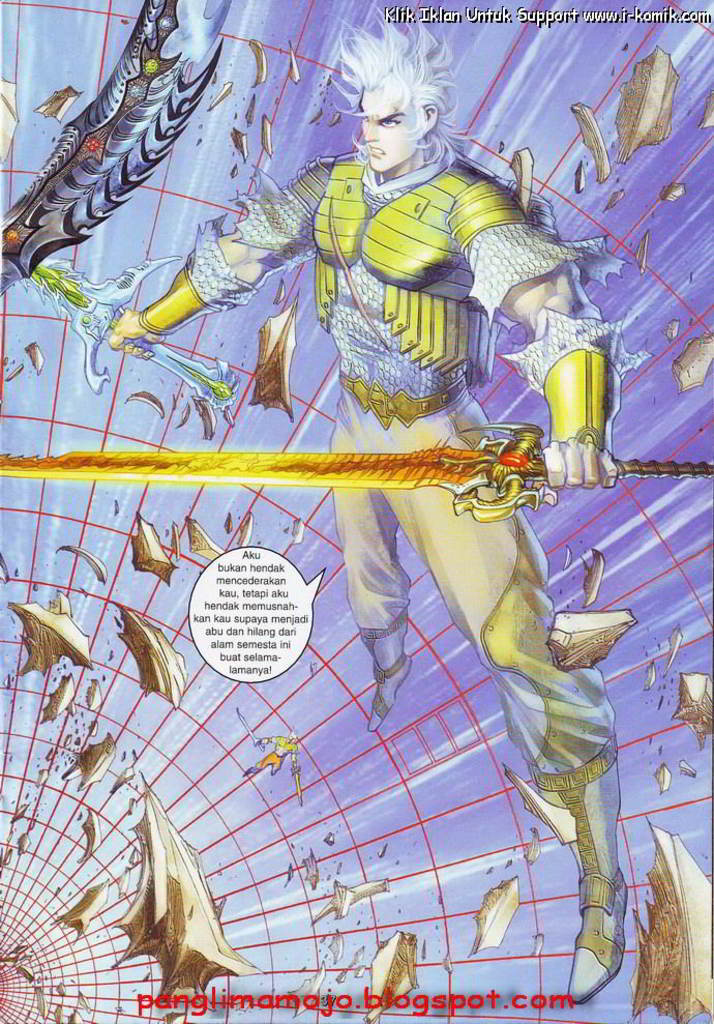 Klik Iklan Untuk Support www.i-komik.com
Aku
bukan hendak
mencederakan
kau, tetapi aku
hendak memusnah-
kan kau supaya menjadi
abu dan hilang dari
alam semesta ini
buat selama-
lamanya!
panglimamojo.blogspot.com